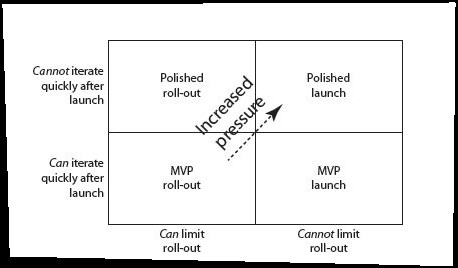 Cannot iterate
quickly after
launch
Polished
roll-out
Polished
launch
Increased
pressure
Can iterate
quickly after
launch
MVP
roll-out
MVP
launch
Can limit
roll-out
Cannot limit
roll-out